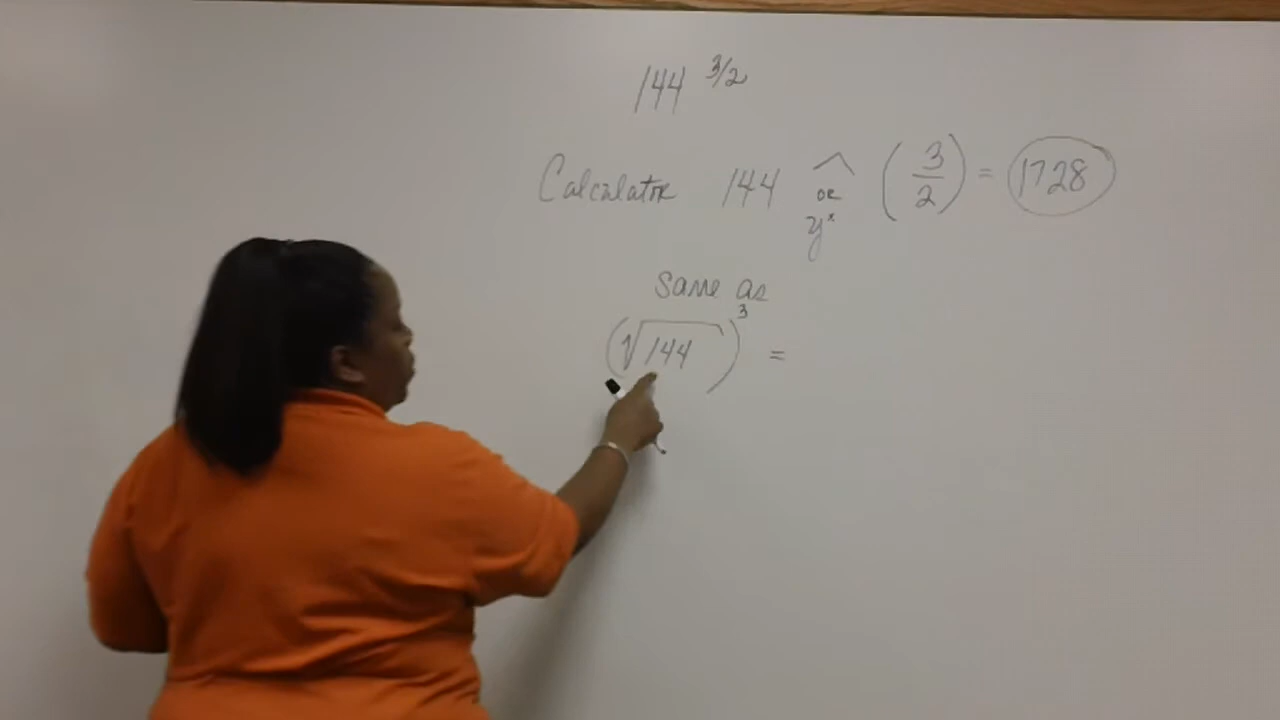 144 ^{3/2}
Calculator 144 ^ or y^x (3/2) = 1728
Same as
(√144)^3 =